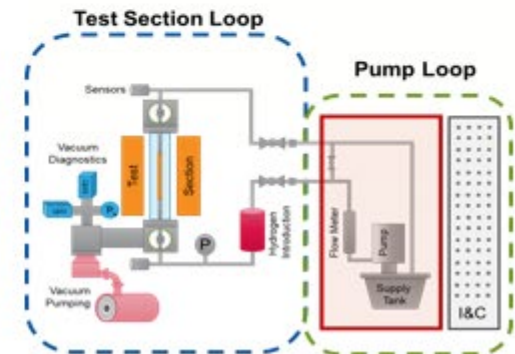 Test Section Loop
Pump Loop
Sensors
Vacuum
Diagnostics
Test
Section
P
Hydrogen
Introduction
Vacuum
Pumping
Flow Meter
Pump
Supply
Tank
I&C